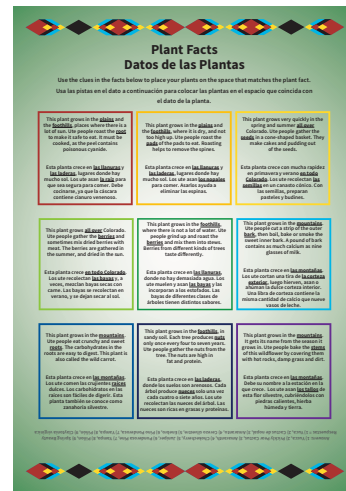 Plant Facts
Datos de las Plantas
Use the clues in the facts below to place your plants on the space that matches the plant fact.
Usa las pistas en el dato a continuación para colocar las plantas en el espacio que coincida con
el dato de la planta.
This plant grows in the plains and
the foothills, places where there is a
lot of sun. Ute people roast the root
to make it safe to eat. It must be
cooked, as the peel contains
poisonous cyanide.
Esta planta crece en las llanuras y
las laderas, lugares donde hay
mucho sol. Los ute asan la raíz para
que sea segura para comer. Debe
cocinarse, ya que la cáscara
contiene cianuro venenoso.
This plant grows in the plains and
the foothills, where it is dry, and not
too high up. Ute people roast the
pads of the pads to eat. Roasting
helps to remove the spines.
Esta planta crece en las llanuras y
las laderas, lugares donde hay
mucho sol. Los ute asan los nopales
para comer. Asarlos ayuda a
eliminar las espinas.
This plant grows very quickly in the
spring and summer all over
Colorado. Ute people gather the
seeds in a cone-shaped basket. They
make cakes and pudding out
of the seeds.
Esta planta crece con mucha rapidez
en primavera y verano en todo
Colorado. Los ute recolectan las
semillas en un canasto cónico. Con
las semillas, preparan
pasteles y budines.
This plant grows all over Colorado.
Ute people gather the berries and
sometimes mix dried berries with
meat. The berries are gathered in
the summer, and dried in the sun.
Esta planta crece en todo Colorado.
Los ute recolectan las bayas y, a
veces, mezclan bayas secas con
carne. Las bayas se recolectan en
verano, y se dejan secar al sol.
This plant grows in the foothills,
where there is not a lot of water. Ute
people grind up and roast the
berries and mix them into stews.
Berries from different kinds of trees
taste differently.
Esta planta crece en las llanuras,
donde no hay demasiada agua. Los
ute muelen y asan las bayas y las
incorporan a los estofados. Las
bayas de diferentes clases de
árboles tienen distintos sabores.
This plant grows in the mountains.
Ute people cut a strip of the outer
bark, then boil, bake or smoke the
sweet inner bark. A pound of bark
contains as much calcium as nine
glasses of milk.
Esta planta crece en las montañas.
Los ute cortan una tira de la corteza
exterior, luego hierven, asan o
ahuman la dulce corteza interior.
Una libra de corteza contiene la
misma cantidad de calcio que nueve
vasos de leche.
This plant grows in the mountains.
Ute people eat crunchy and sweet
roots. The carbohydrates in the
roots are easy to digest. This plant is
also called the wild carrot.
Esta planta crece en las montañas.
Los ute comen las crujientes raíces
dulces. Los carbohidratos de las
raíces son fáciles de digerir. Esta
planta también se conoce como
zanahoria silvestre.
This plant grows in the foothills, in
sandy soil. Each tree produce nuts
once every four to seven years.
Ute people gather the nuts from the
tree. The nuts are high in
fat and protein.
Esta planta crece en las laderas,
donde los suelos son arenosos. Cada
árbol produce nueces solo una vez
cada cuatro o siete años. Los ute
recolectan las nueces del árbol. Las
nueces son ricas en grasas y proteínas.
This plant grows in the mountains.
It gets its name from the season it
grows in. Ute people bake the stems
of this wildflower by covering them
with hot rocks, damp grass and dirt.
Esta planta crece en las montañas.
Debe su nombre a la estación en la
que crece. Los ute asan los tallos de
esta flor silvestre, cubriéndolos con
piedras calientes, hierba
húmeda y tierra.